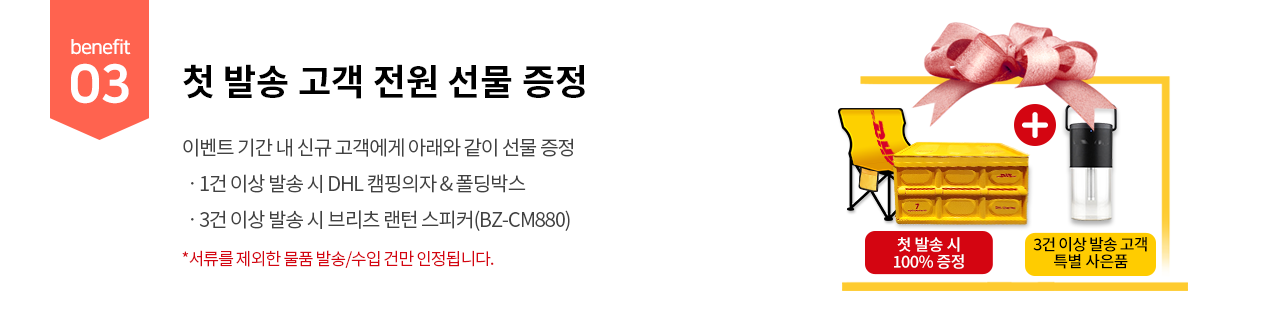 benefit
03
첫 발송 고객 전원 선물 증정
이벤트 기간 내 신규 고객에게 아래와 같이 선물 증정
· 1건 이상 발송 시 DHL 캠핑의자 & 폴딩박스
· 3건 이상 발송 시 브리츠 랜턴 스피커(BZ-CM880)
*서류를 제외한 물품 발송/수입 건만 인정됩니다.
DHL
DHL
첫 발송 시
100% 증정
3건 이상 발송 고객
특별 사은품